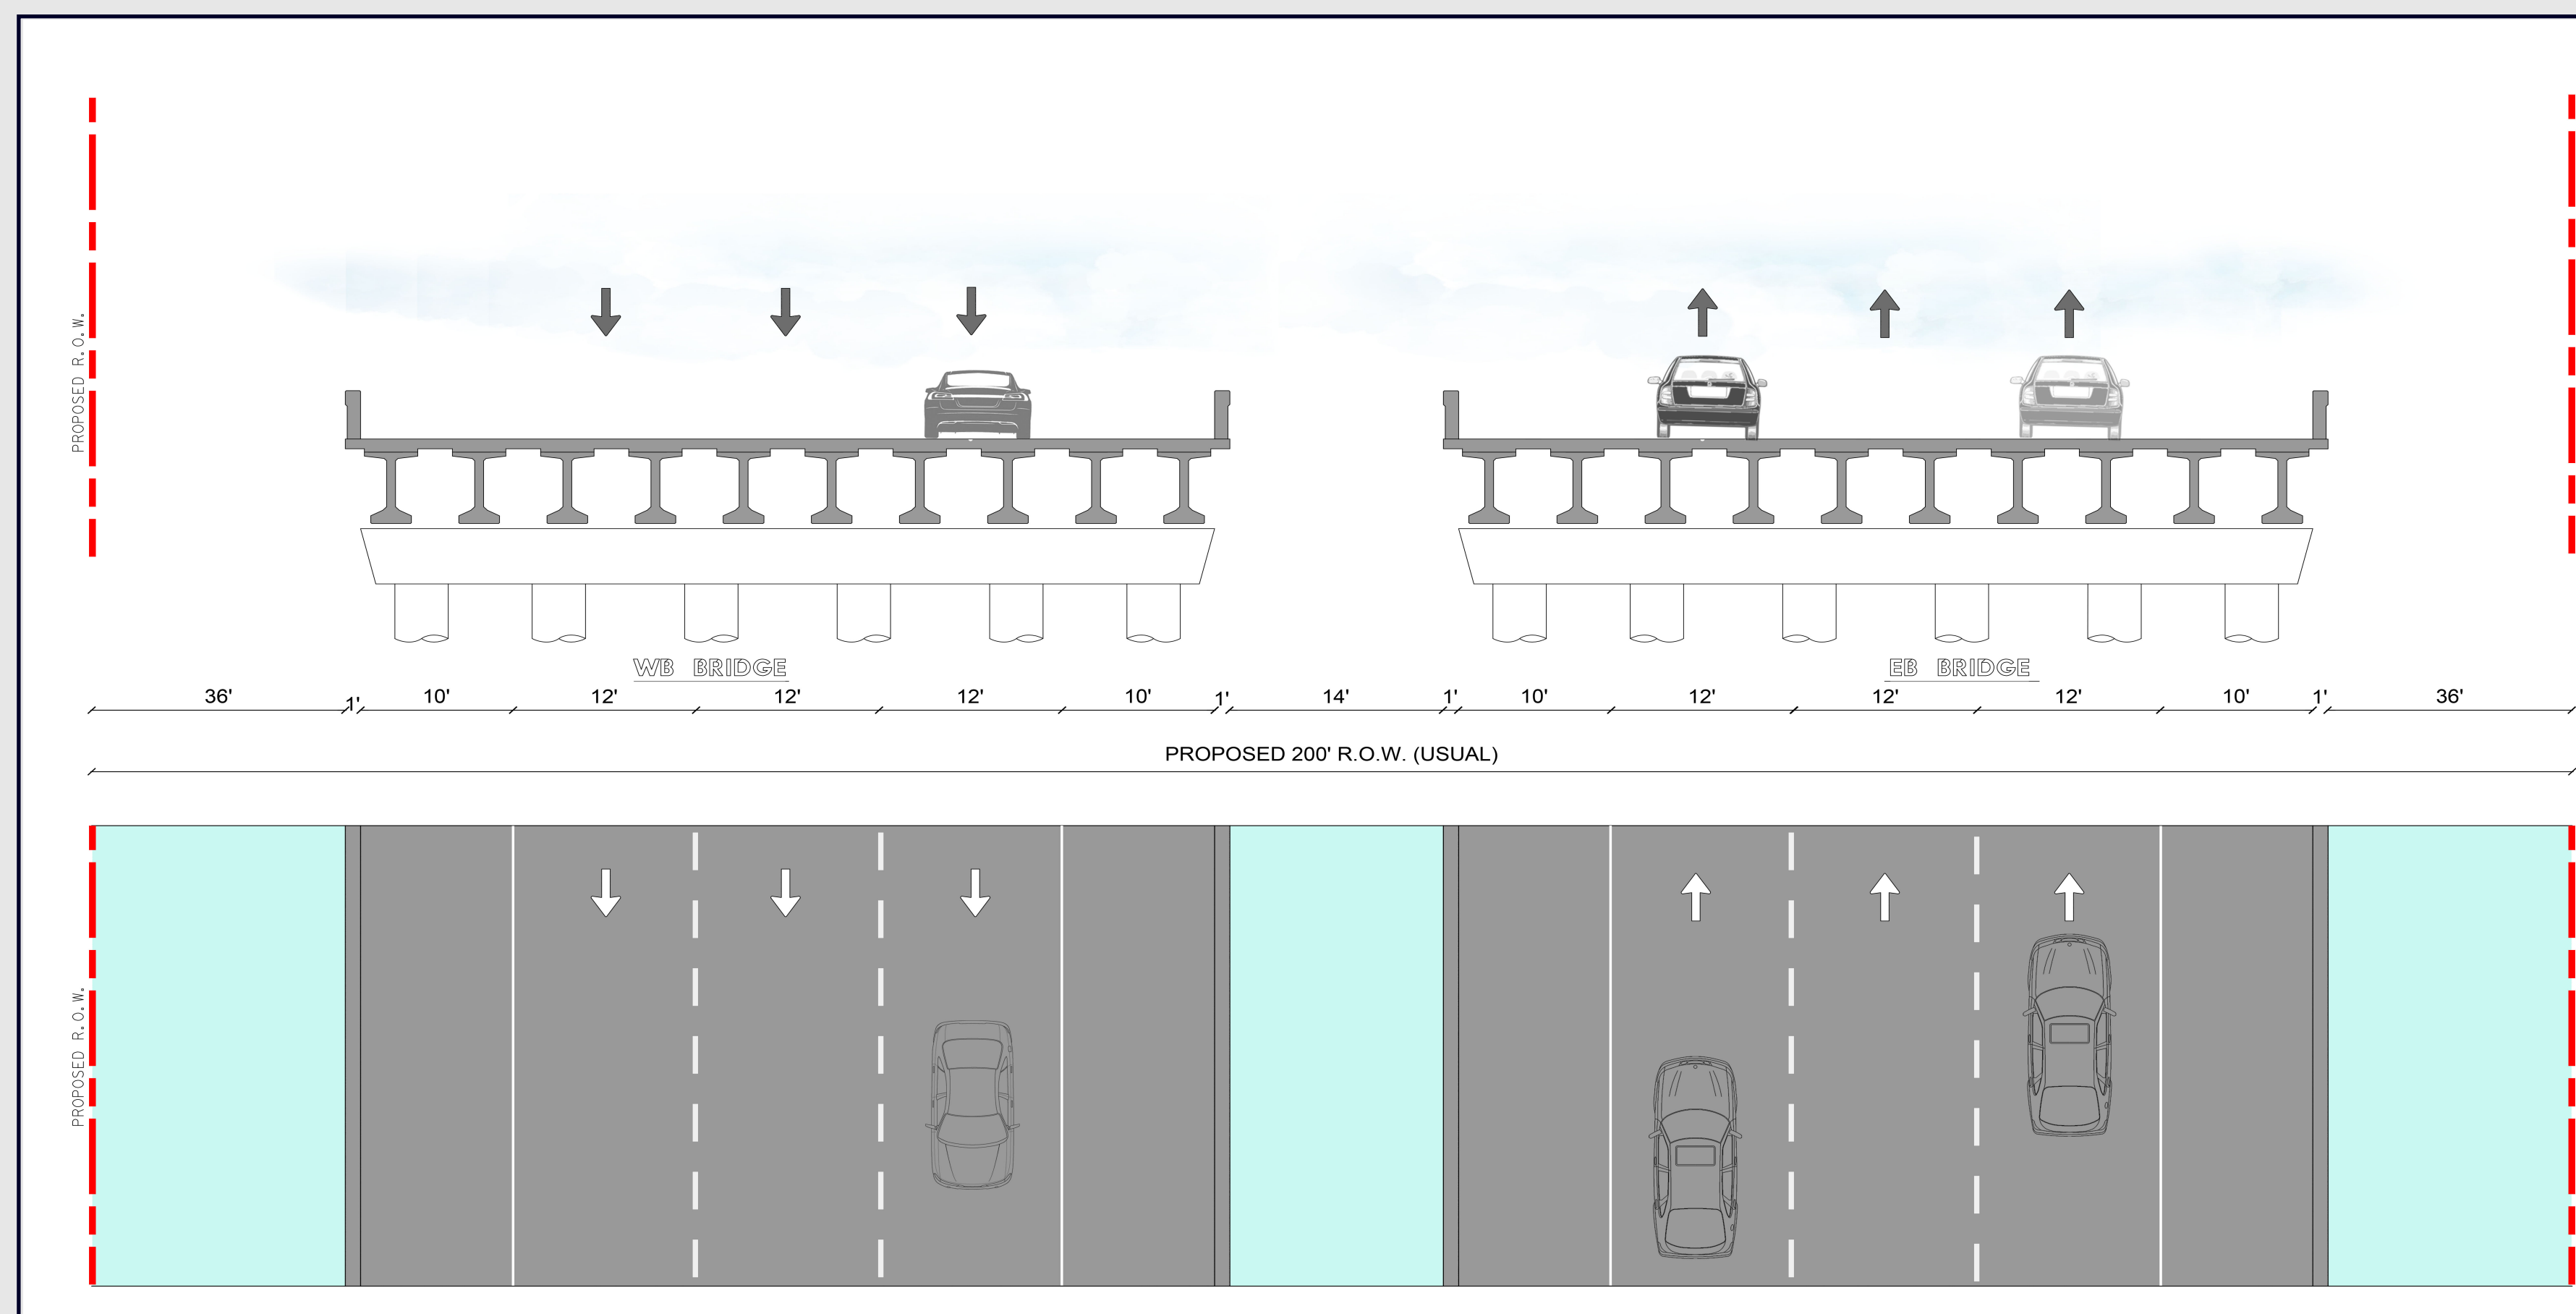 PROPOSED R.O.W.
WB BRIDGE
EB BRIDGE
36' 1' 10' 12' 12' 12' 10' 1' 14' 1' 10' 12' 12' 12' 10' 1' 36'
PROPOSED 200' R.O.W. (USUAL)
PROPOSED R.O.W.